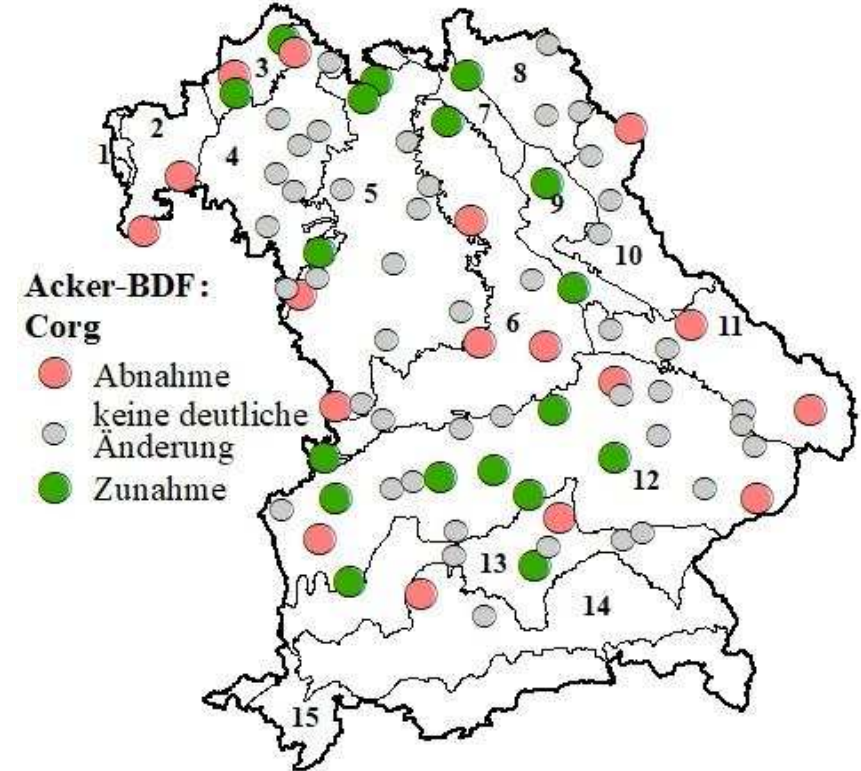 3
8
2
7
1
4
5
9
10
Acker-BDF:
Corg
6
11
Abnahme
keine deutliche
Änderung
Zunahme
12
13
14
15